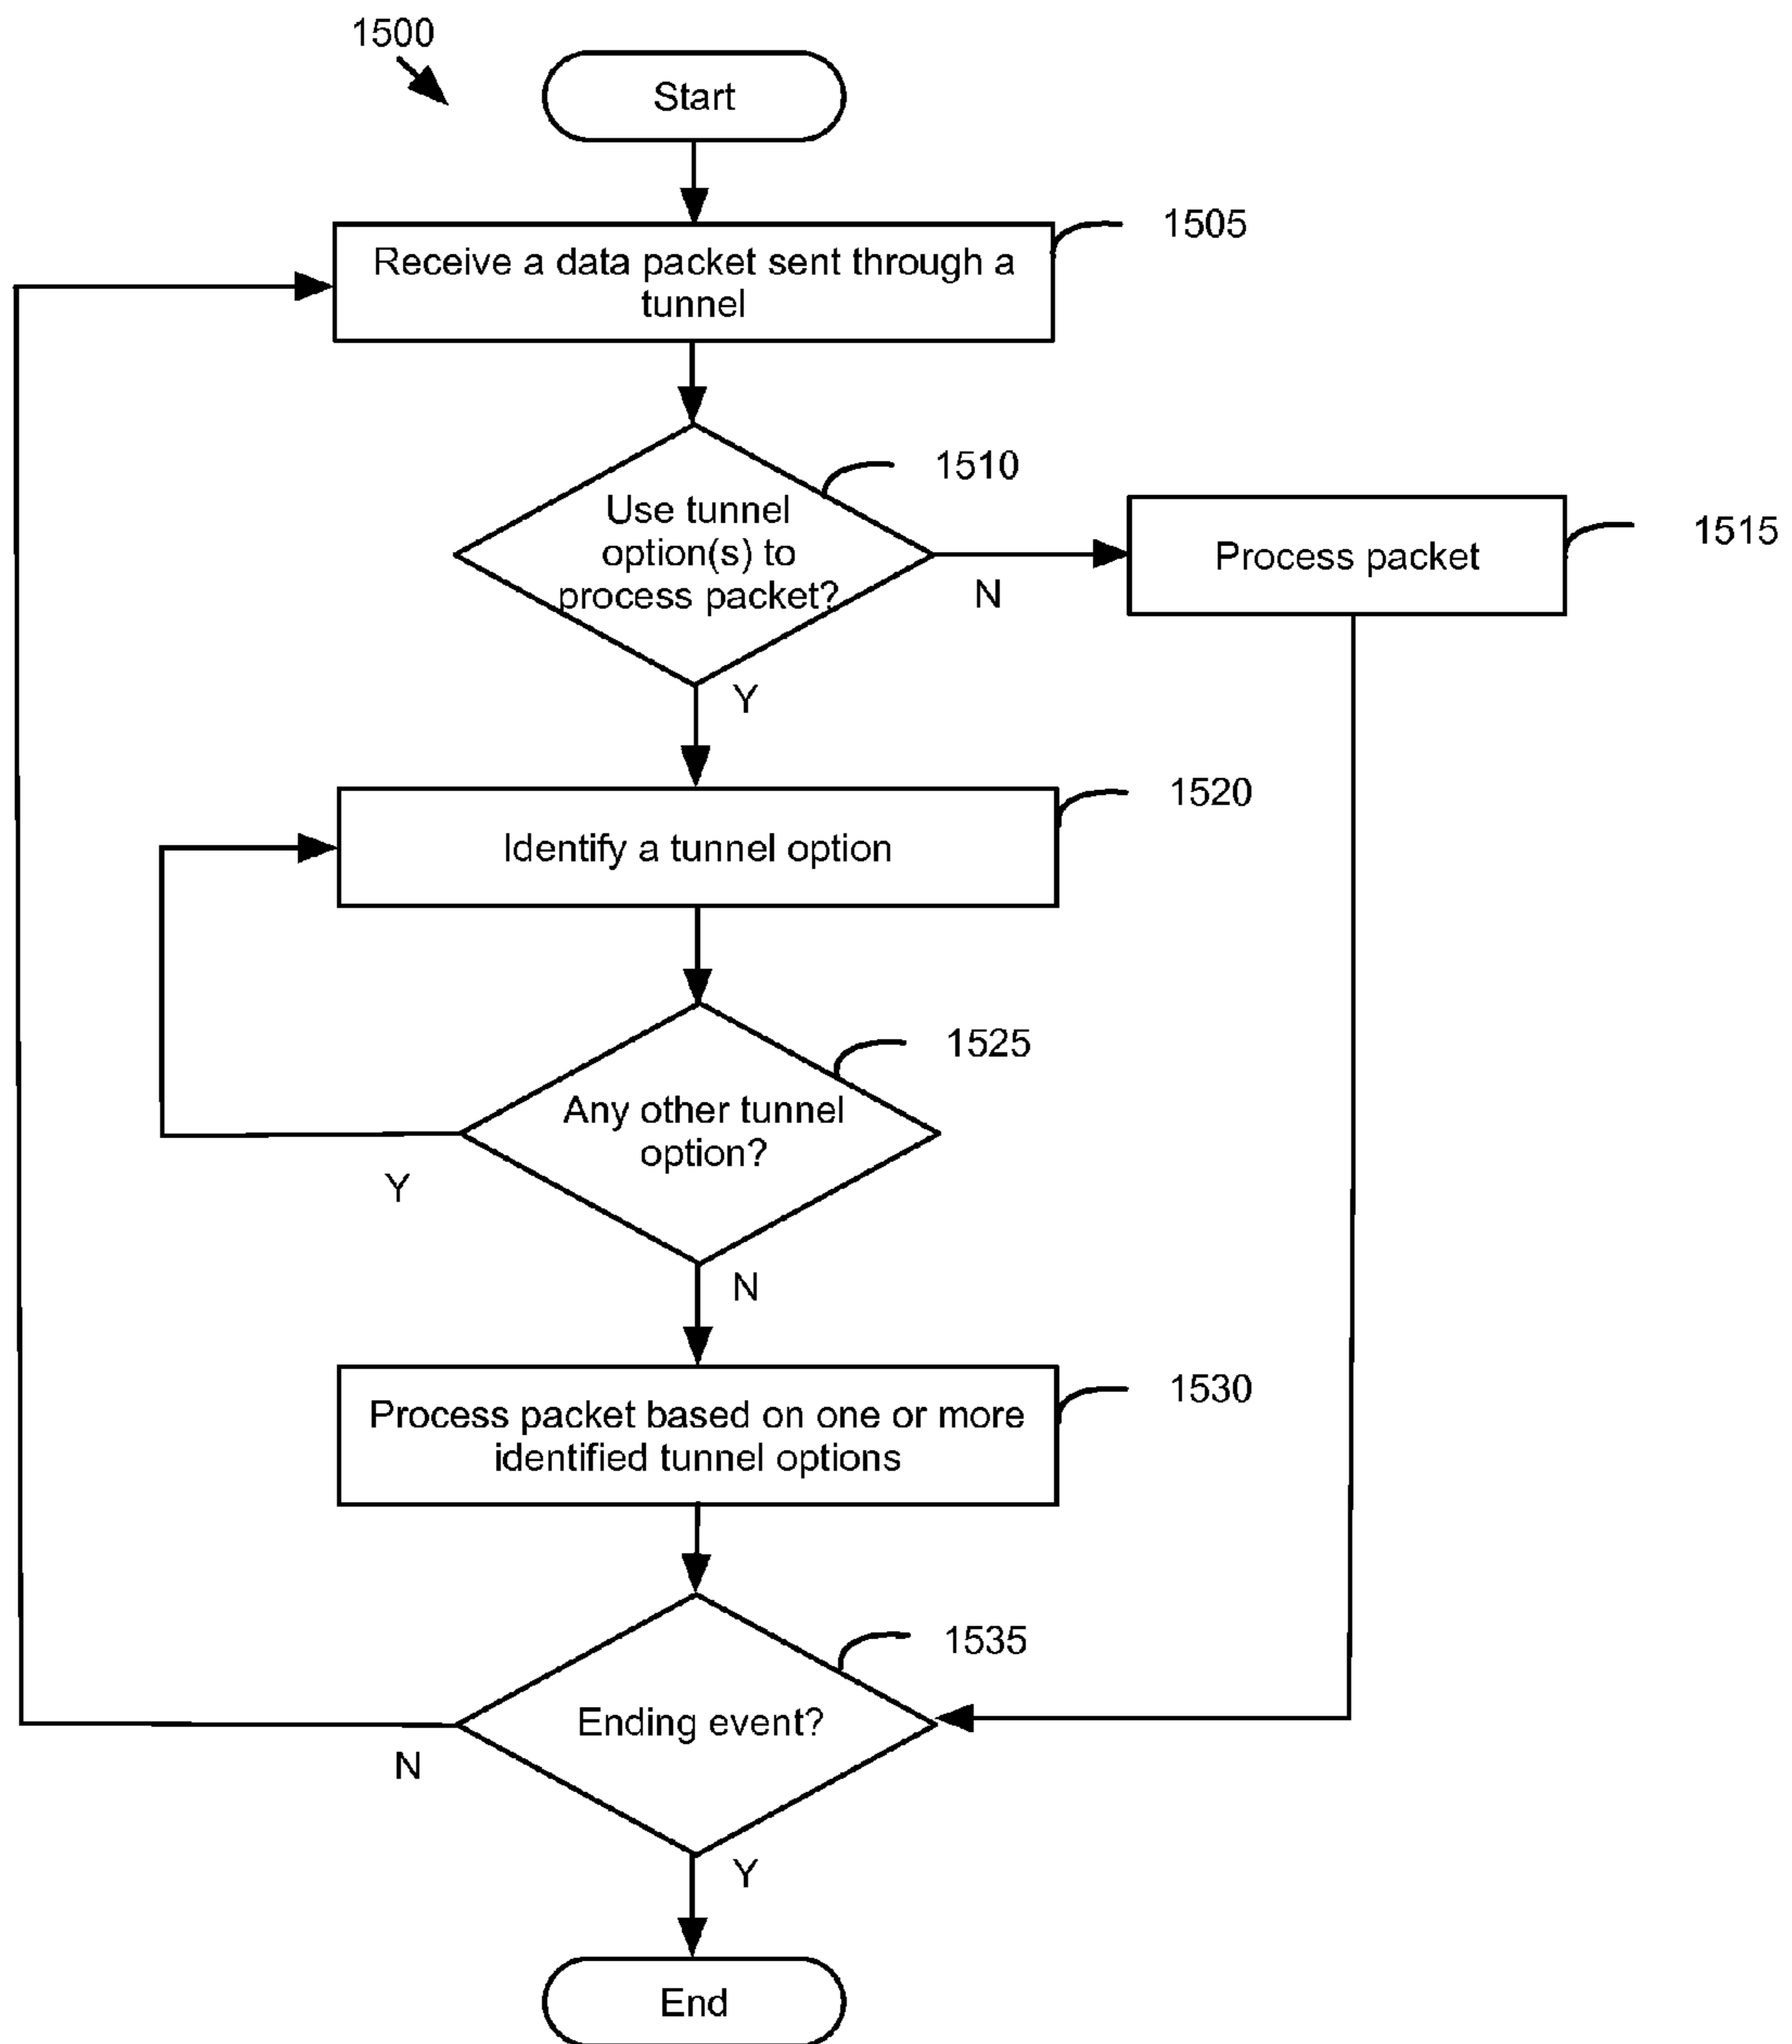 1500
Start
1505
Receive a data packet sent through a
tunnel
1510
Use tunnel
option(s) to
process packet?
N
1515
Process packet
Y
1520
Identify a tunnel option
1525
Any other tunnel
option?
Y
N
1530
Process packet based on one or more
identified tunnel options
1535
Ending event?
N
Y
End